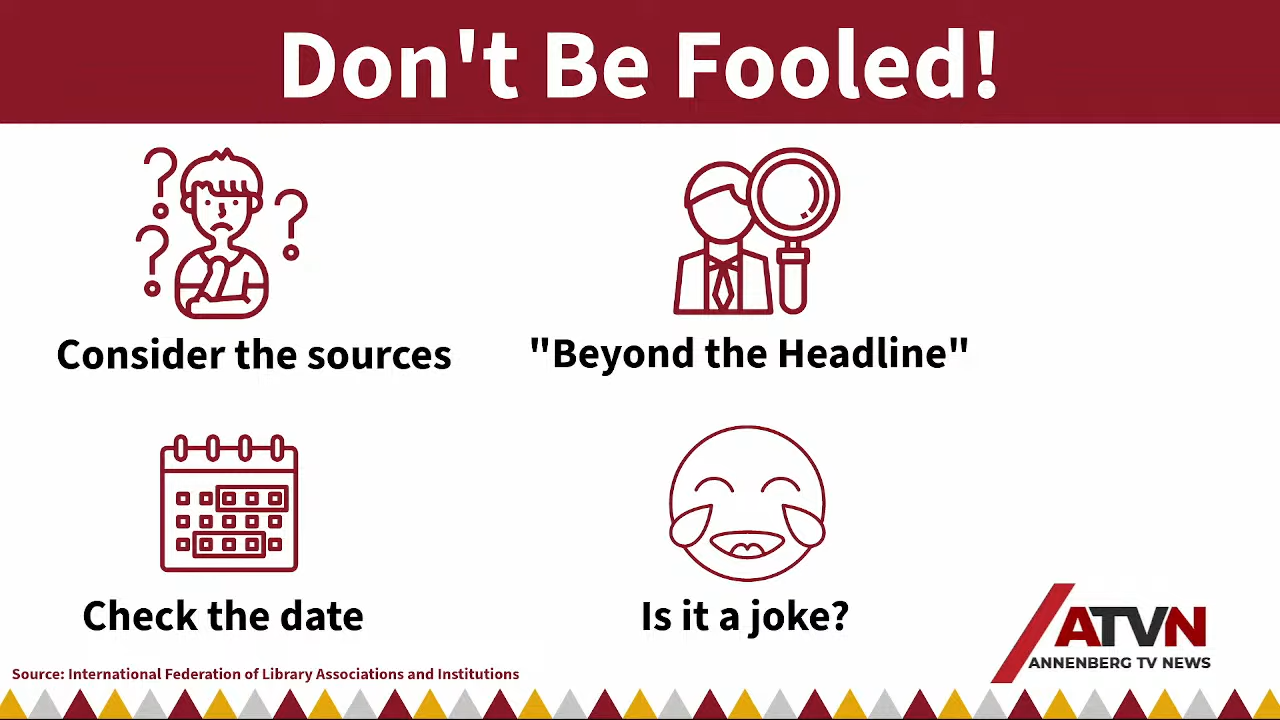 Don't Be Fooled!
Consider the sources
"Beyond the Headline"
Check the date
Is it a joke?
Source: International Federation of Library Associations and Institutions
ATVN
ANNENBERG TV NEWS